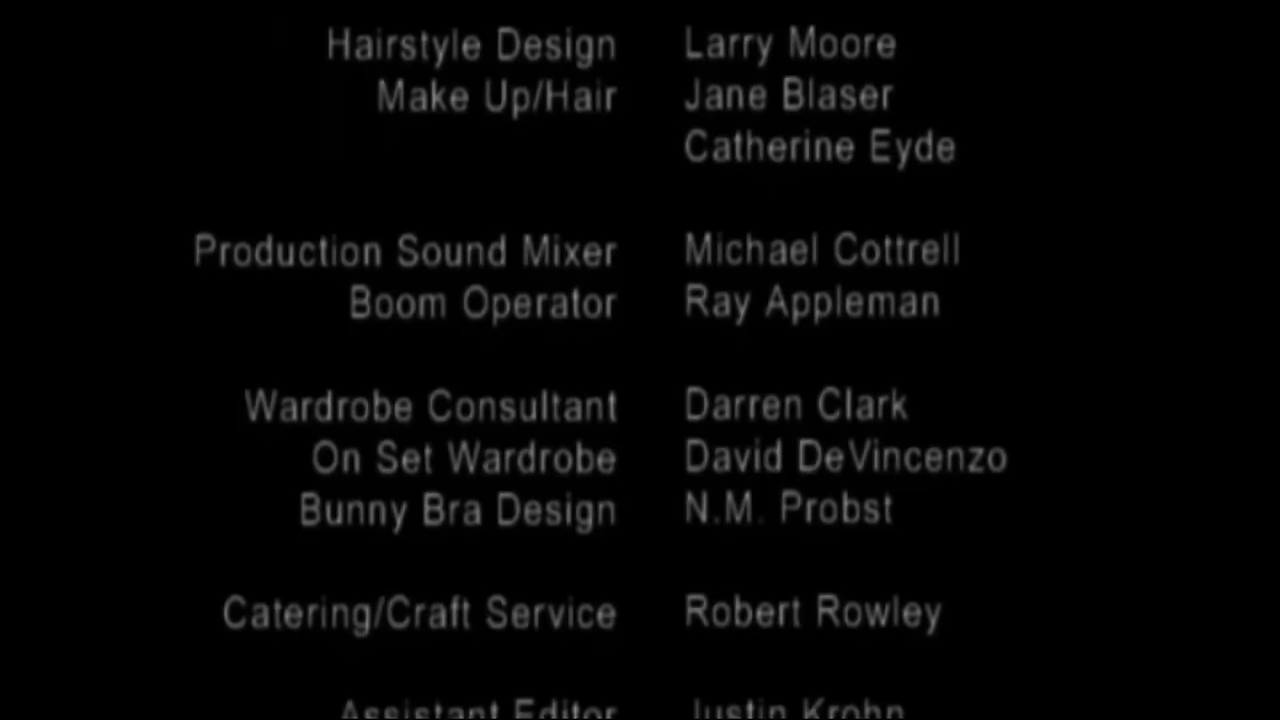 Hairstyle Design Larry Moore
Make Up/Hair Jane Blaser
Catherine Eyde
Production Sound Mixer Michael Cottrell
Boom Operator Ray Appleman
Wardrobe Consultant Darren Clark
On Set Wardrobe David DeVincenzo
Bunny Bra Design N.M. Probst
Catering/Craft Service Robert Rowley
Assistant Editor Justin Krohn